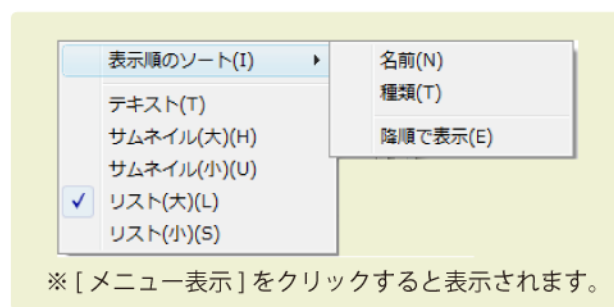 表示順のソート(I)
名前(N)
種類(T)
降順で表示(E)
テキスト(T)
サムネイル(大)(H)
サムネイル(小)(U)
リスト(大)(L)
リスト(小)(S)
※ [ メニュー表示 ] をクリックすると表示されます。